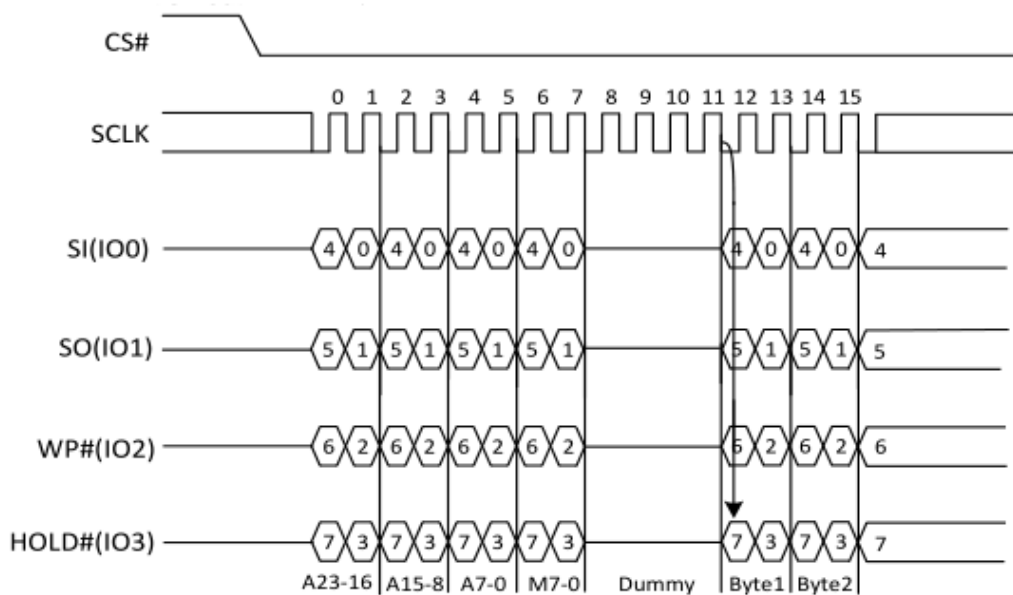 CS#
0 1 2 3 4 5 6 7 8 9 10 11 12 13 14 15
SCLK
SI(IO0) 4 0 4 0 4 0 4 0 4 0 4 0 4
SO(IO1) 5 1 5 1 5 1 5 1 5 1 5 1 5
WP#(IO2) 6 2 6 2 6 2 6 2 6 2 6 2 6
HOLD#(IO3) 7 3 7 3 7 3 7 3 7 3 7 3 7
A23-16 A15-8 A7-0 M7-0 Dummy Byte1 Byte2